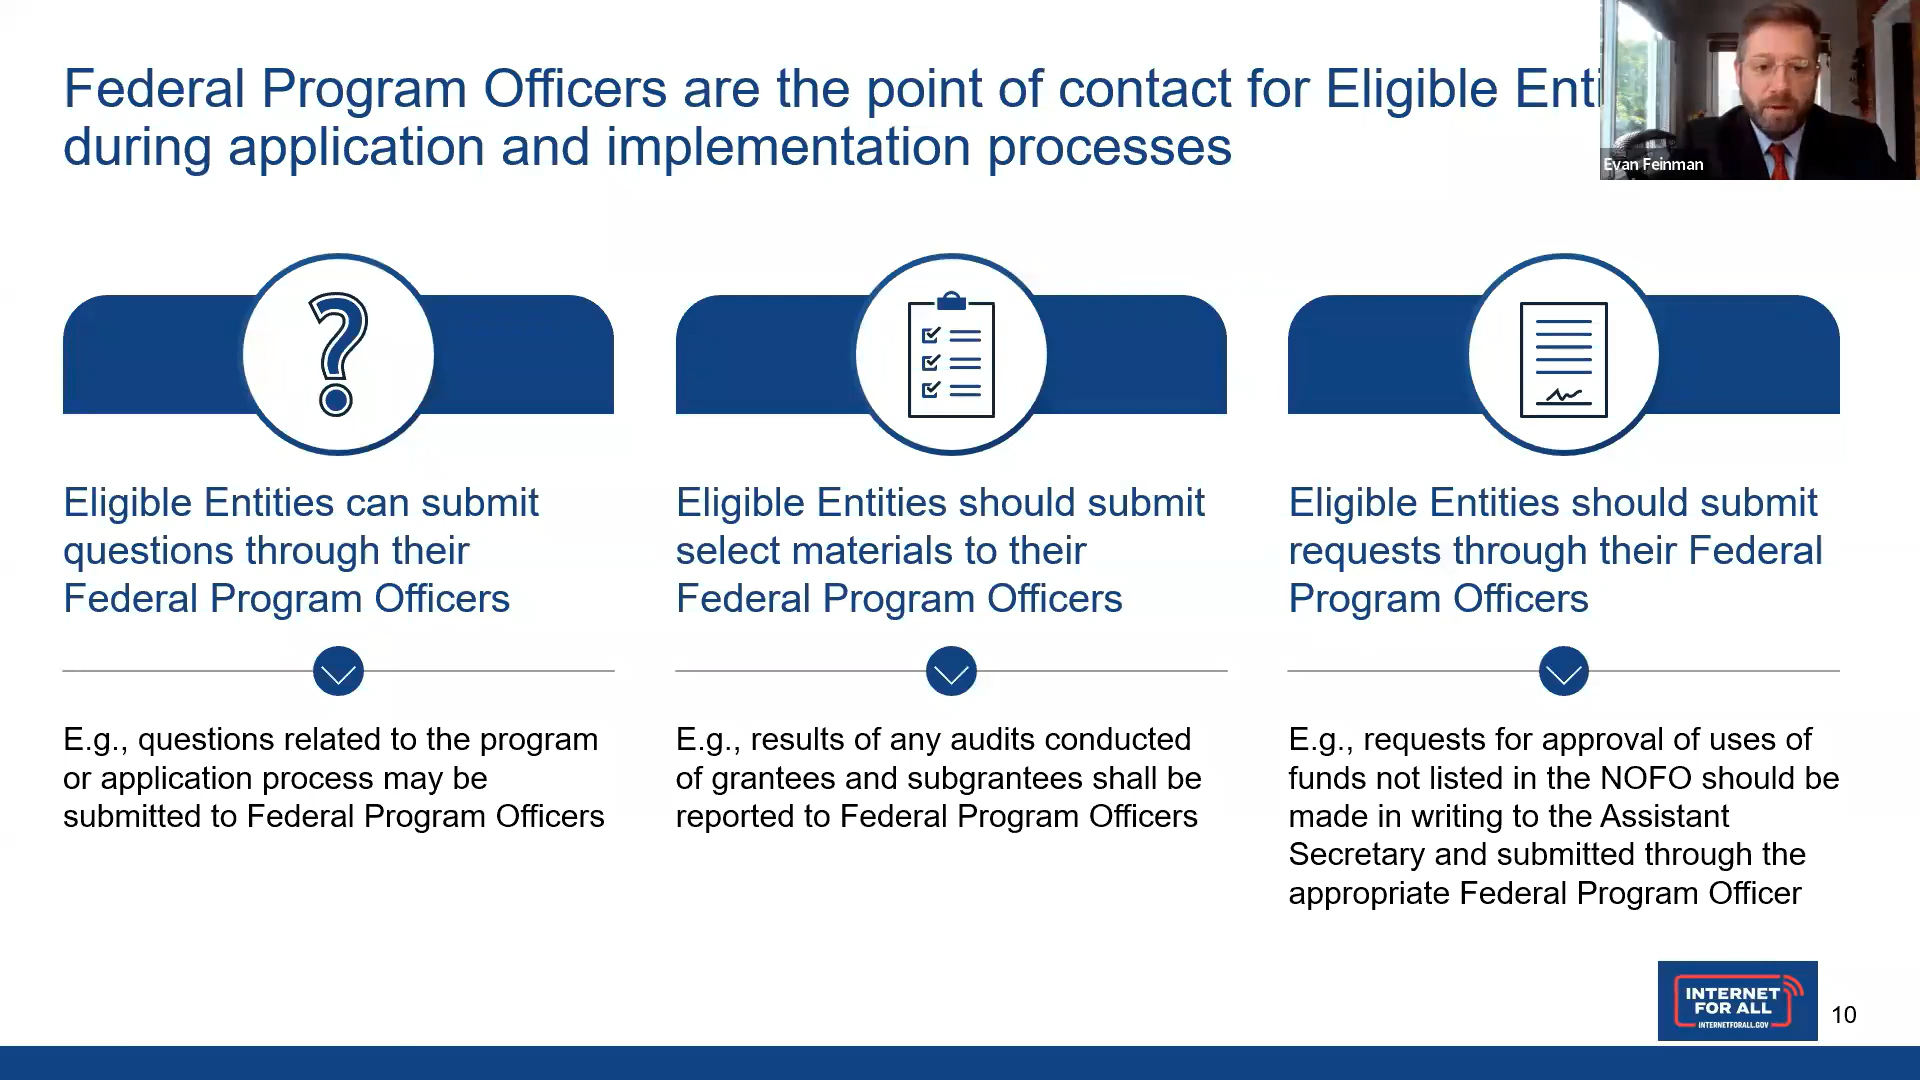 Federal Program Officers are the point of contact for Eligible Enti
during application and implementation processes
Evan Feinman
Eligible Entities can submit
questions through their
Federal Program Officers
E.g., questions related to the program
or application process may be
submitted to Federal Program Officers
Eligible Entities should submit
select materials to their
Federal Program Officers
E.g., results of any audits conducted
of grantees and subgrantees shall be
reported to Federal Program Officers
Eligible Entities should submit
requests through their Federal
Program Officers
E.g., requests for approval of uses of
funds not listed in the NOFO should be
made in writing to the Assistant
Secretary and submitted through the
appropriate Federal Program Officer
INTERNET
FOR ALL
INTERNETFORALL.GOV
10